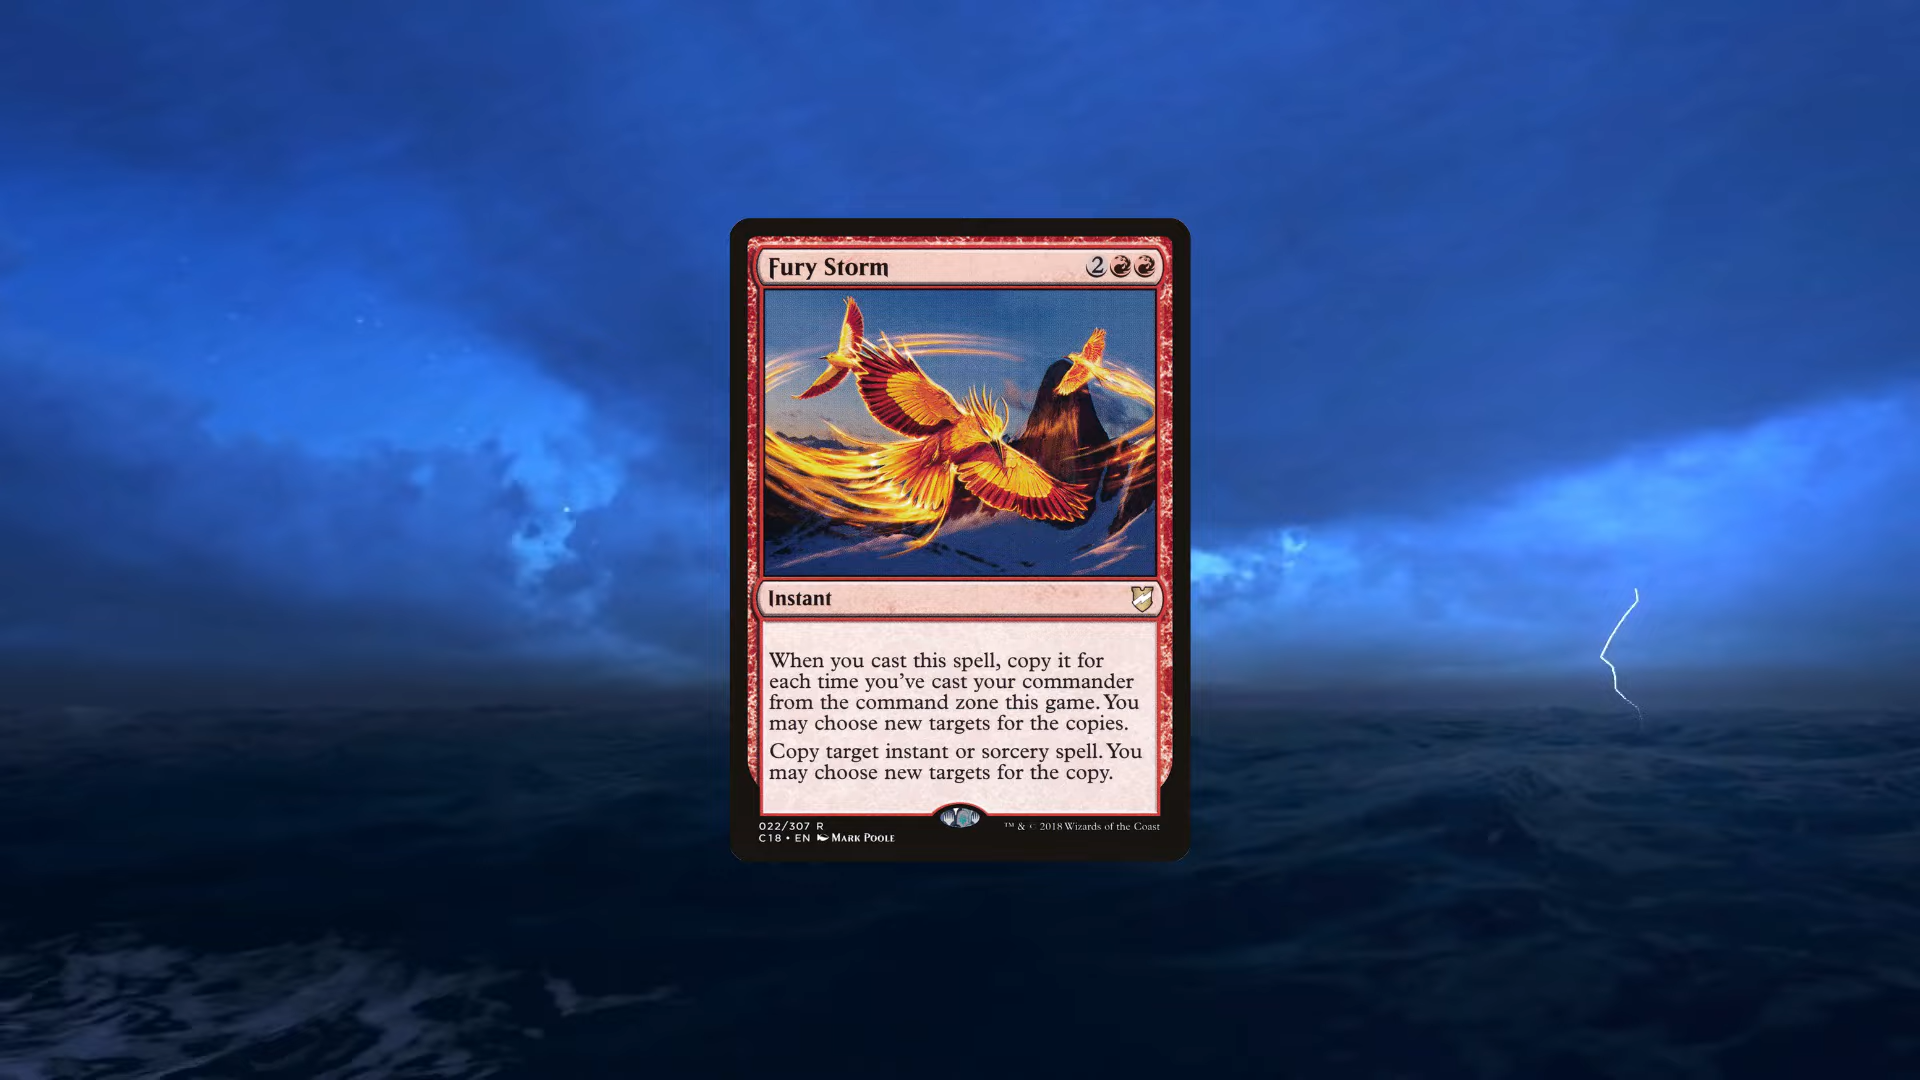 Fury Storm 2
Instant
When you cast this spell, copy it for
each time you've cast your commander
from the command zone this game. You
may choose new targets for the copies.
Copy target instant or sorcery spell. You
may choose new targets for the copy.
022/307 R
C18 • EN MARK POOLE
™ & © 2018 Wizards of the Coast